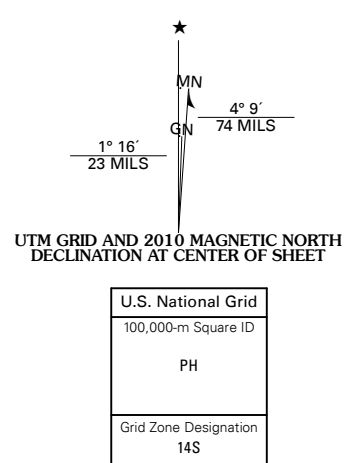 ★
MN
4° 9´
74 MILS
GN
1° 16´
23 MILS
UTM GRID AND 2010 MAGNETIC NORTH
DECLINATION AT CENTER OF SHEET
U.S. National Grid
100,000-m Square ID
PH
Grid Zone Designation
14S